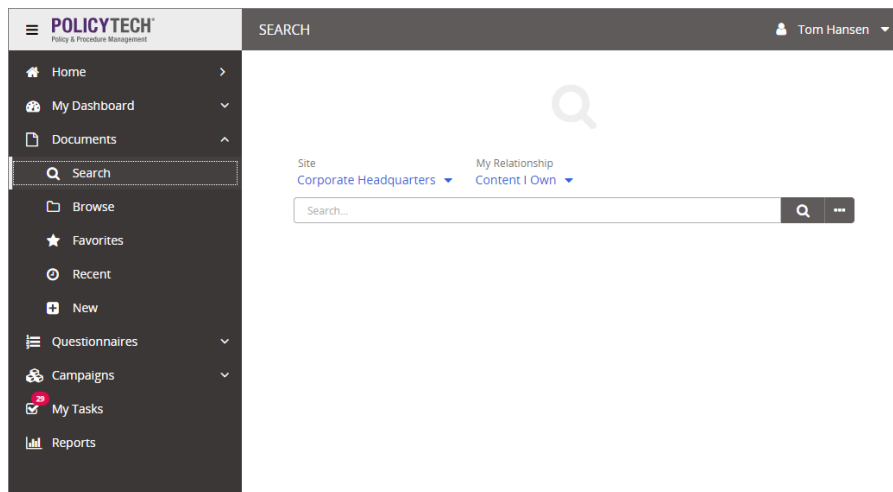 POLICYTECH
Policy & Procedure Management
SEARCH
Tom Hansen
Home
My Dashboard
Documents
Search
Browse
Favorites
Recent
New
Questionnaires
Campaigns
29
My Tasks
Reports
Site
My Relationship
Corporate Headquarters
Content I Own
Search...